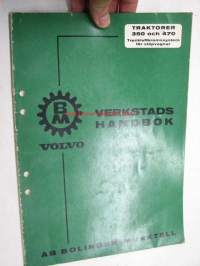 TRAKTORER
350 och 470
Tryckluftbromssystem
för släpvagnar
BM
VOLVO
VERKSTADS
HANDBOK
AB BOLINDER-MUNKTELL